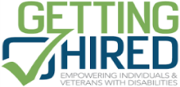 GETTING
HIRED
EMPOWERING INDIVIDUALS &
VETERANS WITH DISABILITIES